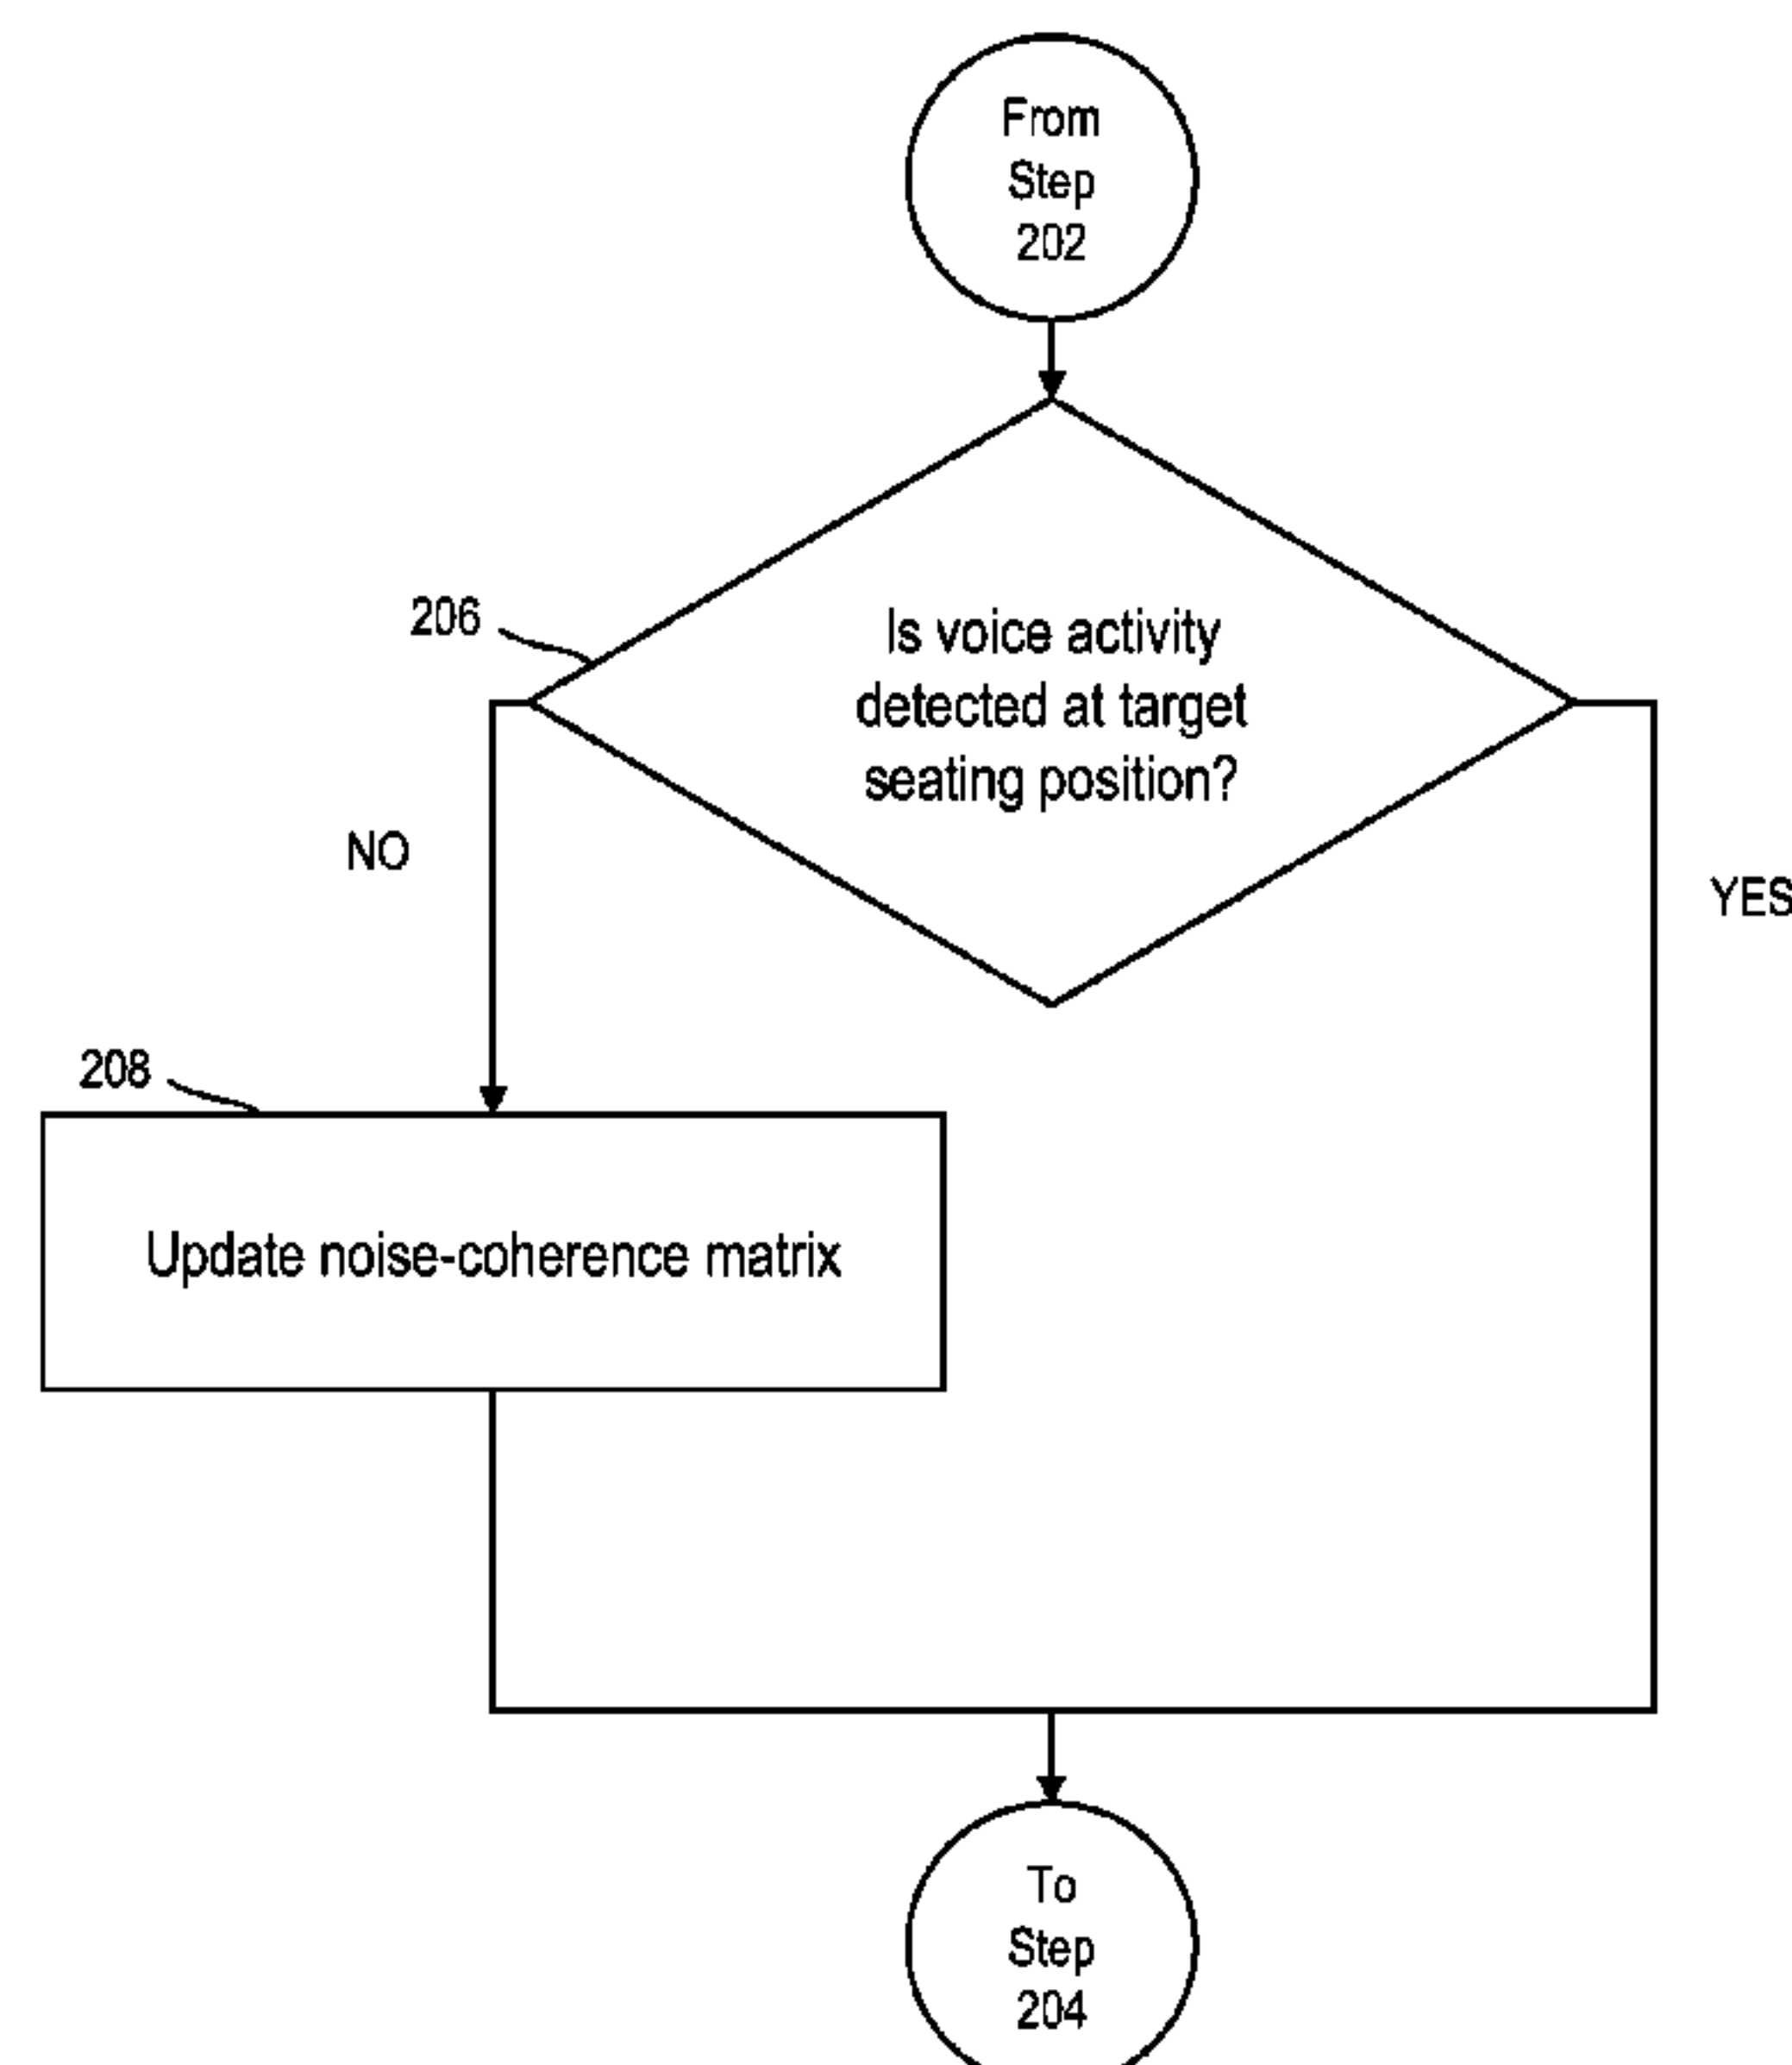 From
Step
202
206
Is voice activity
detected at target
seating position?
NO
YES
208
Update noise-coherence matrix
To
Step
204